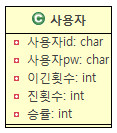 C 사용자
사용자id: char
사용자pw: char
이긴횟수: int
진횟수: int
승률: int